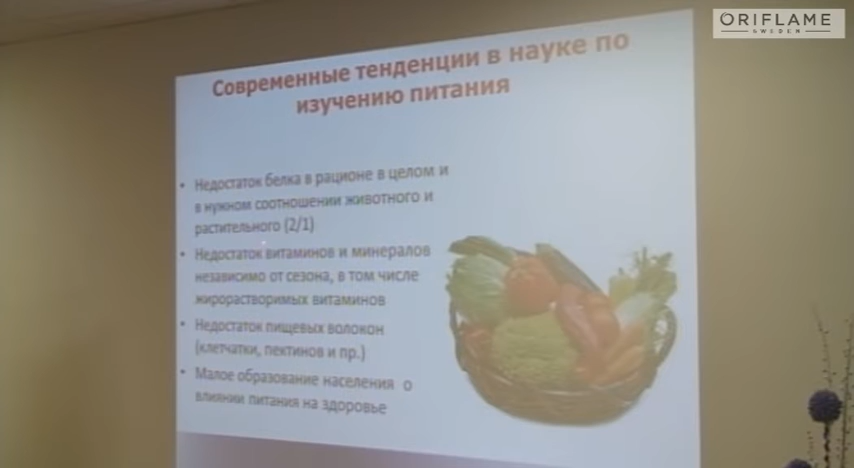 ORIFLAME
SWEDEN
Современные тенденции в науке по
изучению питания
• Недостаток белка в рационе в целом и
в нужном соотношении животного и
растительного (2/1)
• Недостаток витаминов и минералов
независимо от сезона, в том числе
жирорастворимых витаминов
• Недостаток пищевых волокон
(клетчатки, пектинов и пр.)
• Малое образование населения о
влиянии питания на здоровье